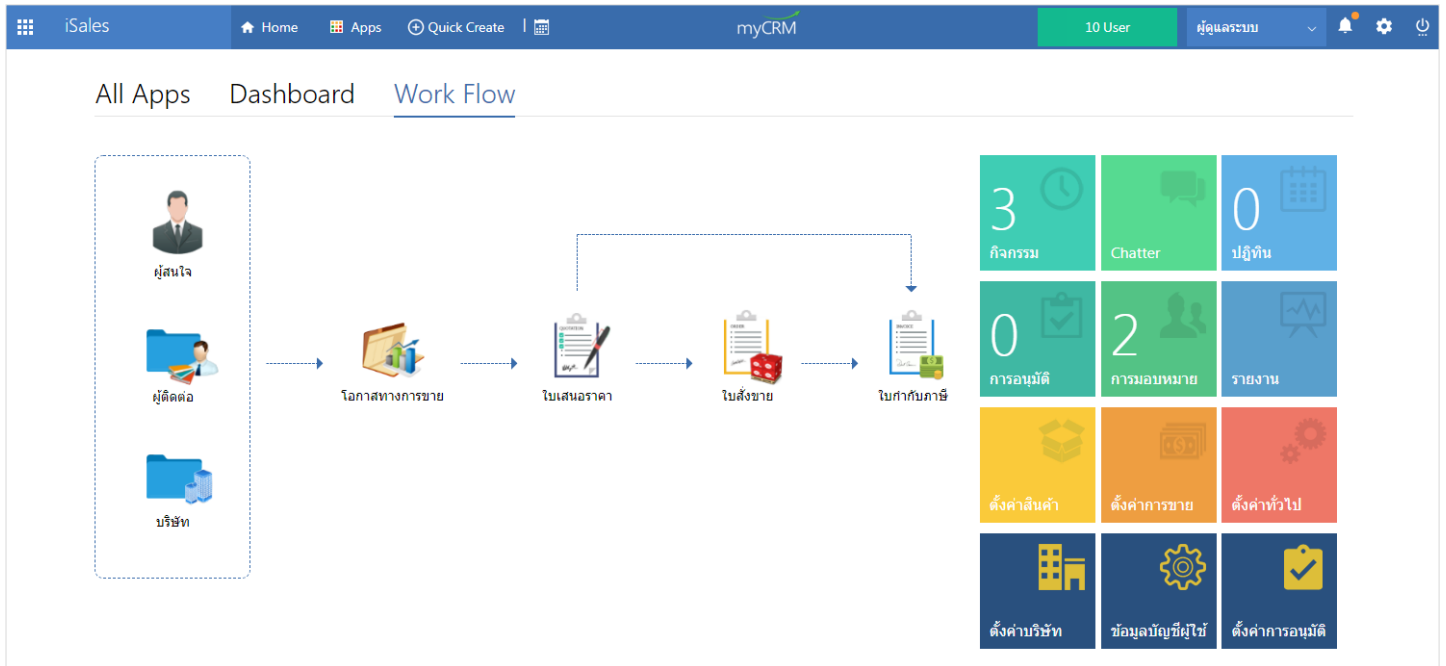 iSales Home Apps Quick Create myCRM 10 User ผู้ดูแลระบบ
All Apps Dashboard Work Flow
ผู้สนใจ
ผู้ติดต่อ
บริษัท
โอกาสทางการขาย
QUOTATION
ใบเสนอราคา
ORDER
ใบสั่งขาย
INVOICE
ใบกำกับภาษี
3
กิจกรรม
Chatter
0
ปฏิทิน
0
การอนุมัติ
2
การมอบหมาย
รายงาน
ตั้งค่าสินค้า
ตั้งค่าการขาย
ตั้งค่าทั่วไป
ตั้งค่าบริษัท
ข้อมูลบัญชีผู้ใช้
ตั้งค่าการอนุมัติ